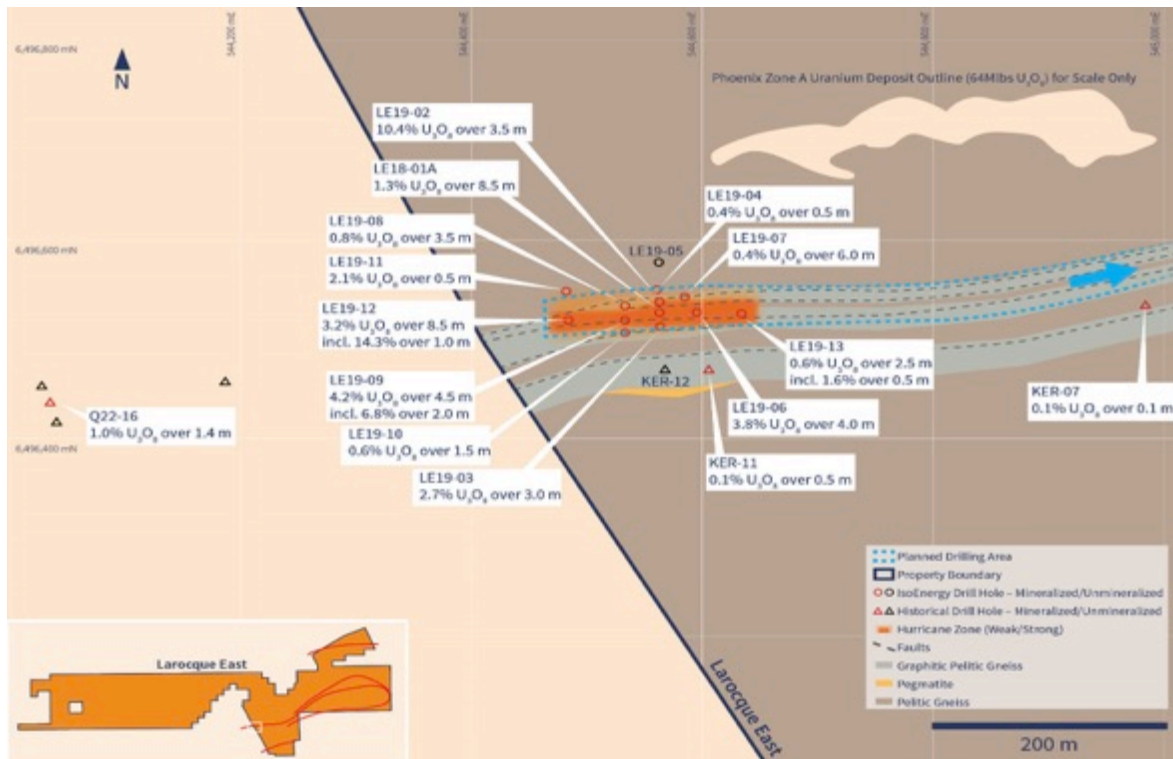 6,496,800 mN
544,200 mE
544,400 mE
544,600 mE
544,800 mE
545,000 mE
N
Phoenix Zone A Uranium Deposit Outline (64Mlbs U₃O₈) for Scale Only
LE19-02
10.4% U₃O₈ over 3.5 m
LE18-01A
1.3% U₃O₈ over 8.5 m
LE19-04
0.4% U₃O₈ over 0.5 m
LE19-08
0.8% U₃O₈ over 3.5 m
LE19-05
LE19-07
0.4% U₃O₈ over 6.0 m
6,496,600 mN
LE19-11
2.1% U₃O₈ over 0.5 m
LE19-12
3.2% U₃O₈ over 8.5 m
incl. 14.3% over 1.0 m
LE19-13
0.6% U₃O₈ over 2.5 m
incl. 1.6% over 0.5 m
LE19-09
4.2% U₃O₈ over 4.5 m
incl. 6.8% over 2.0 m
KER-12
KER-07
0.1% U₃O₈ over 0.1 m
LE19-06
3.8% U₃O₈ over 4.0 m
Q22-16
1.0% U₃O₈ over 1.4 m
LE19-10
0.6% U₃O₈ over 1.5 m
6,496,400 mN
KER-11
0.1% U₃O₈ over 0.5 m
LE19-03
2.7% U₃O₈ over 3.0 m
Planned Drilling Area
Property Boundary
IsoEnergy Drill Hole – Mineralized/Unmineralized
Historical Drill Hole – Mineralized/Unmineralized
Hurricane Zone (Weak/Strong)
Faults
Graphitic Pelitic Gneiss
Pegmatite
Pelitic Gneiss
Larocque East
Larocque East
200 m